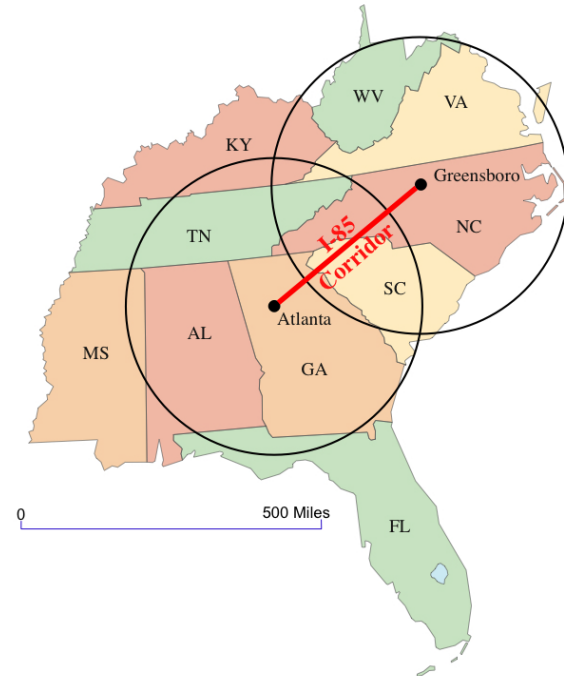 WV
VA
KY
Greensboro
TN
NC
I-85
Corridor
SC
Atlanta
MS
AL
GA
0
500 Miles
FL